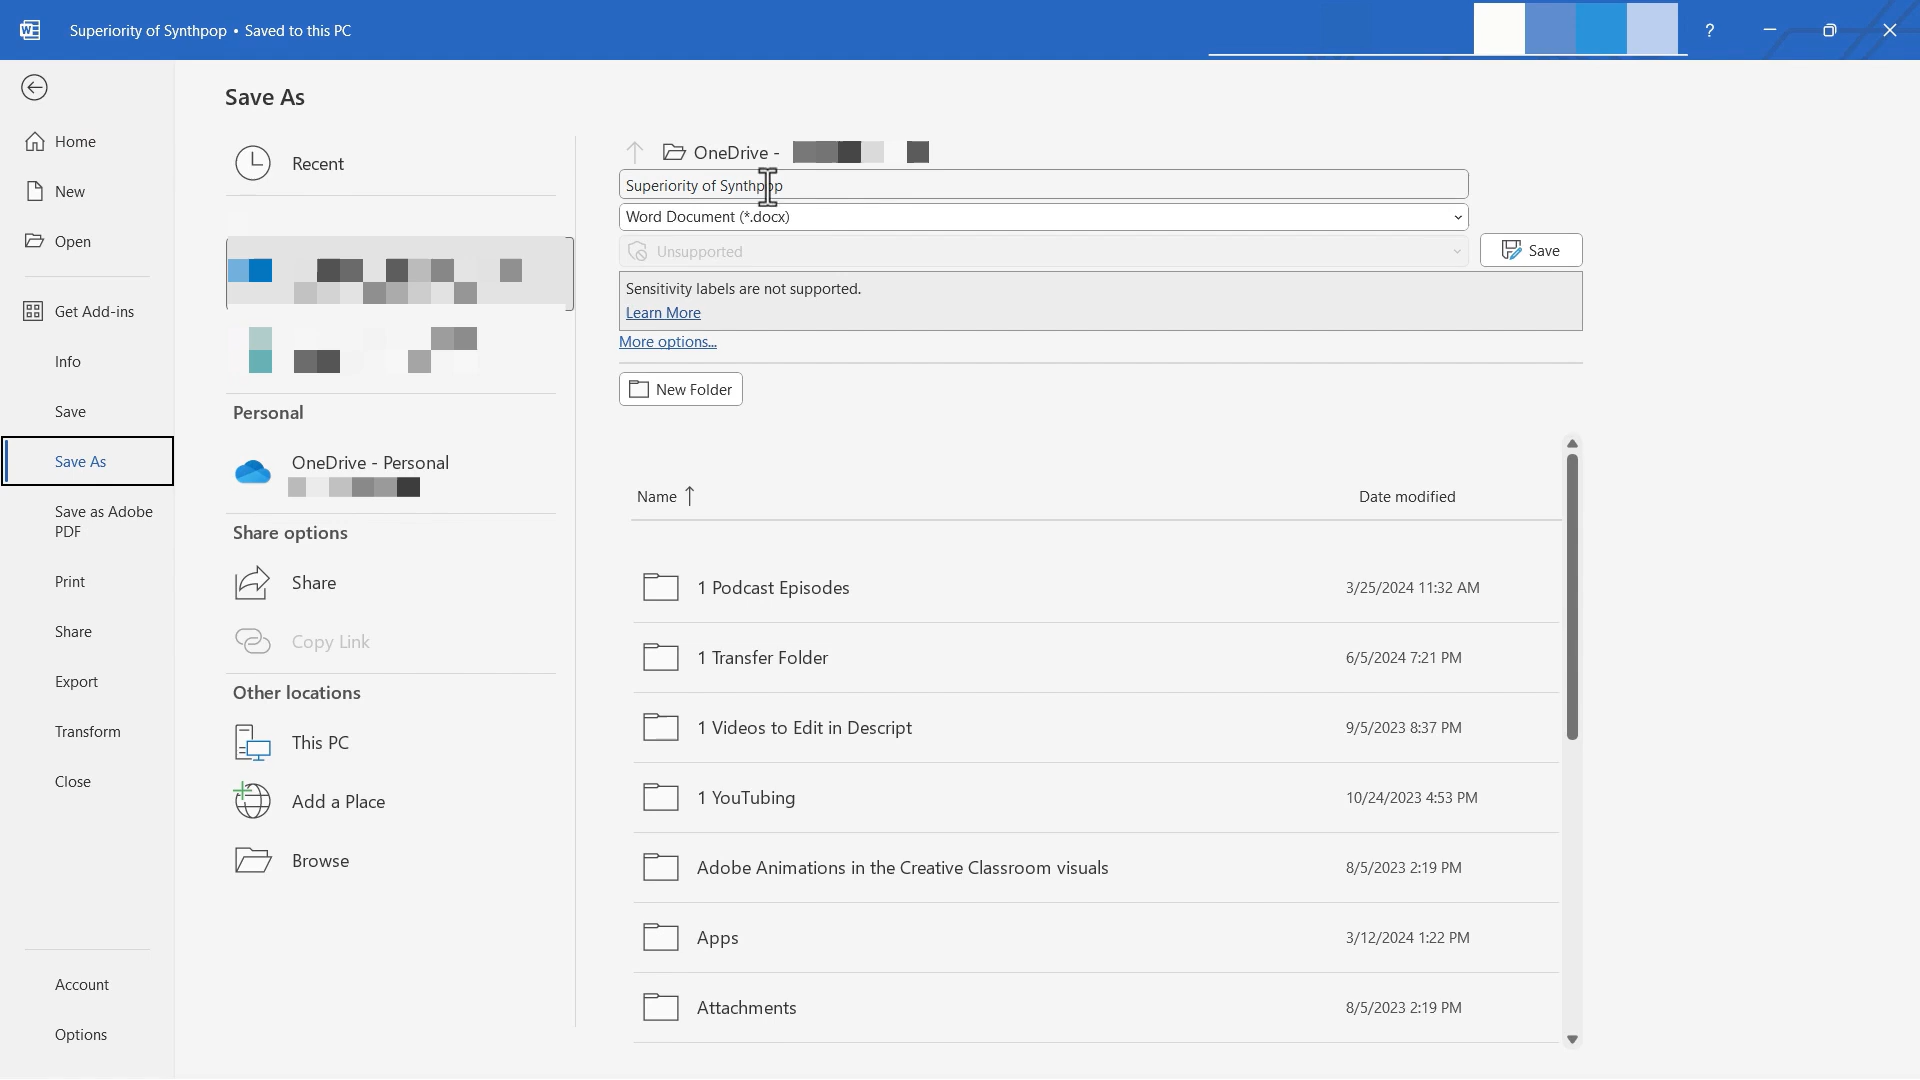 Superiority of Synthpop • Saved to this PC
?
Save As
Home
New
Open
Get Add-ins
Info
Save
Save As
Save as Adobe
PDF
Print
Share
Export
Transform
Close
Account
Options
Recent
Personal
OneDrive - Personal
Share options
Share
Copy Link
Other locations
This PC
Add a Place
Browse
OneDrive -
Superiority of Synthpop
Word Document (*.docx)
Unsupported
Save
Sensitivity labels are not supported.
Learn More
More options...
New Folder
Name ↑ Date modified
1 Podcast Episodes 3/25/2024 11:32 AM
1 Transfer Folder 6/5/2024 7:21 PM
1 Videos to Edit in Descript 9/5/2023 8:37 PM
1 YouTubing 10/24/2023 4:53 PM
Adobe Animations in the Creative Classroom visuals 8/5/2023 2:19 PM
Apps 3/12/2024 1:22 PM
Attachments 8/5/2023 2:19 PM